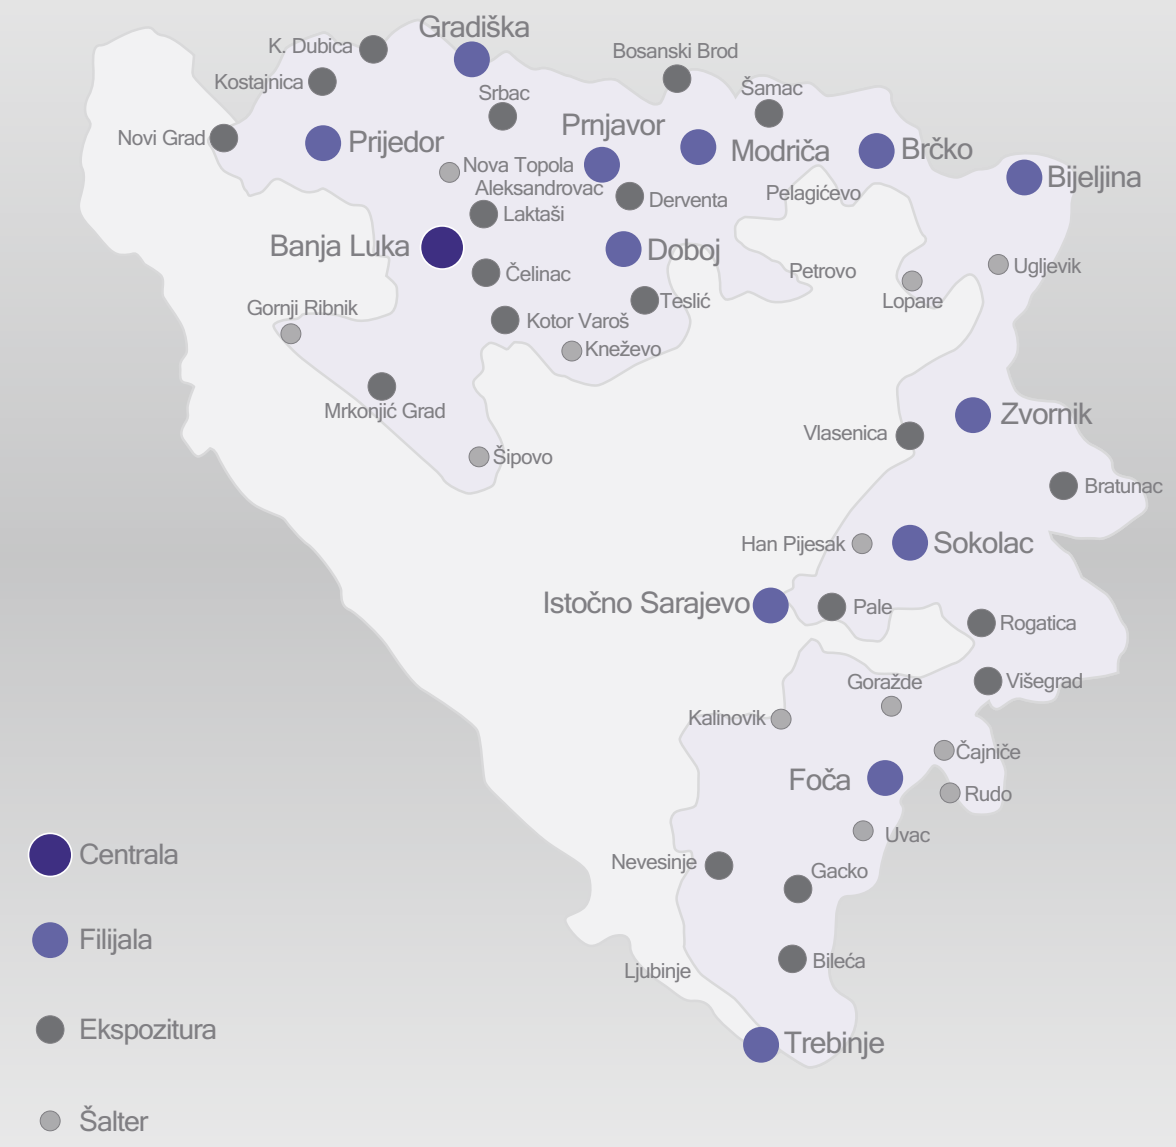 Gradiška
K. Dubica
Bosanski Brod
Kostajnica
Šamac
Srbac
Prnjavor
Novi Grad
Prijedor
Modriča
Brčko
Nova Topola
Bijeljina
Aleksandrovac
Pelagićevo
Derventa
Laktaši
Banja Luka
Doboj
Ugljevik
Čelinac
Petrovo
Lopare
Teslić
Gornji Ribnik
Kotor Varoš
Kneževo
Mrkonjić Grad
Zvornik
Vlasenica
Šipovo
Bratunac
Han Pijesak
Sokolac
Istočno Sarajevo
Pale
Rogatica
Goražde
Višegrad
Kalinovik
Čajniče
Foča
Rudo
Uvac
Nevesinje
Gacko
Bileća
Ljubinje
Trebinje
Centrala
Filijala
Ekspozitura
Šalter